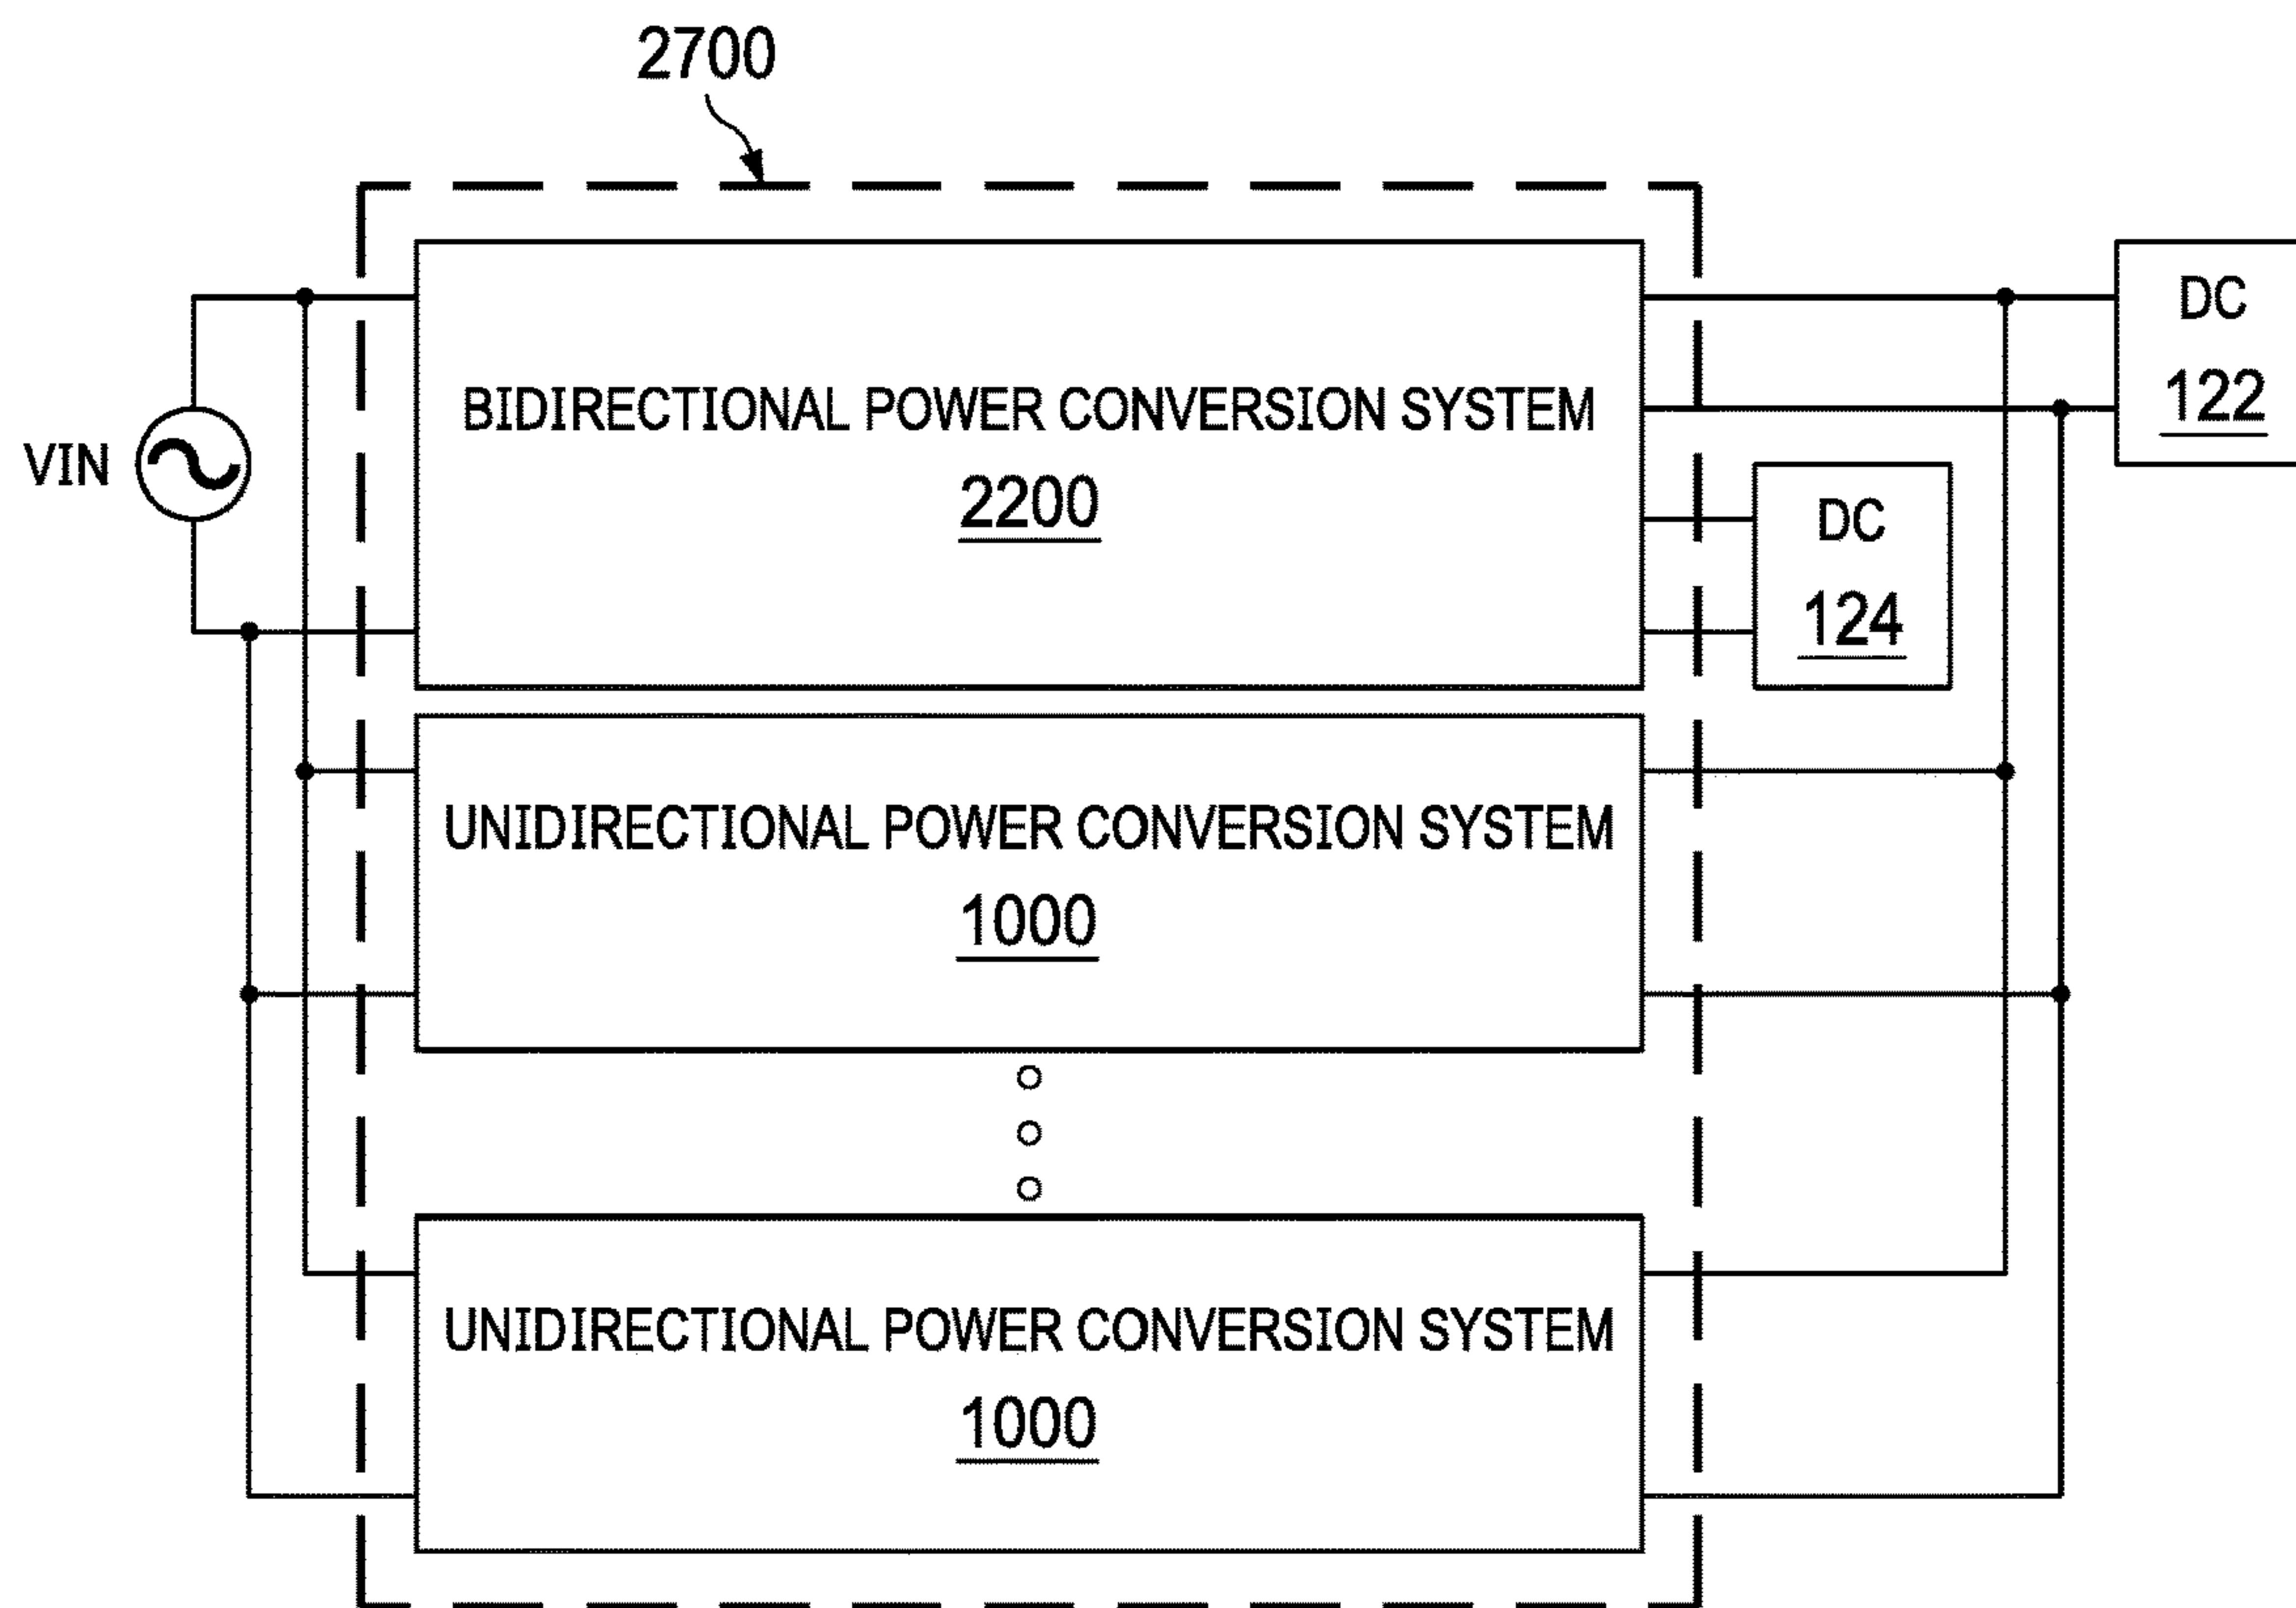 2700
VIN
BIDIRECTIONAL POWER CONVERSION SYSTEM
2200
DC
122
DC
124
UNIDIRECTIONAL POWER CONVERSION SYSTEM
1000
UNIDIRECTIONAL POWER CONVERSION SYSTEM
1000